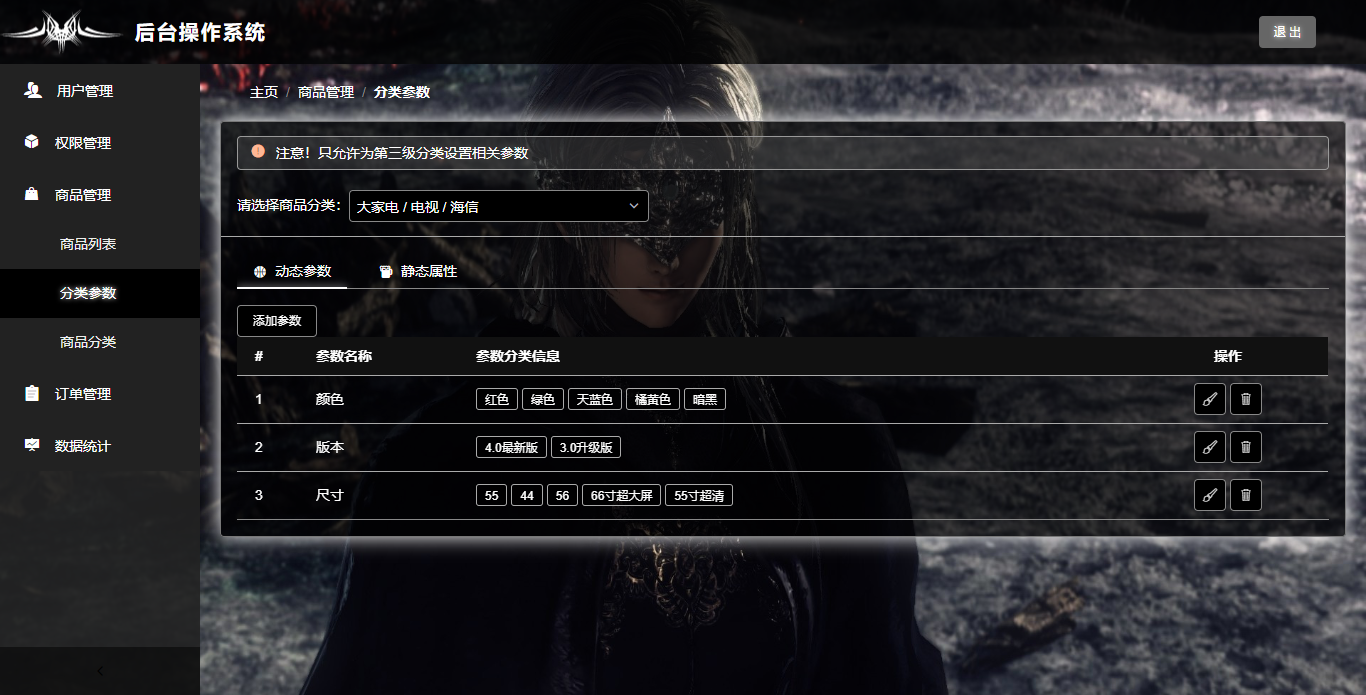 后台操作系统
退出
用户管理
权限管理
商品管理
商品列表
分类参数
商品分类
订单管理
数据统计
主页 / 商品管理 / 分类参数
注意！只允许为第三级分类设置相关参数
请选择商品分类： 大家电 / 电视 / 海信
动态参数 静态属性
添加参数
# 参数名称 参数分类信息 操作
1 颜色 红色 绿色 天蓝色 橘黄色 暗黑
2 版本 4.0最新版 3.0升级版
3 尺寸 55 44 56 66寸超大屏 55寸超清